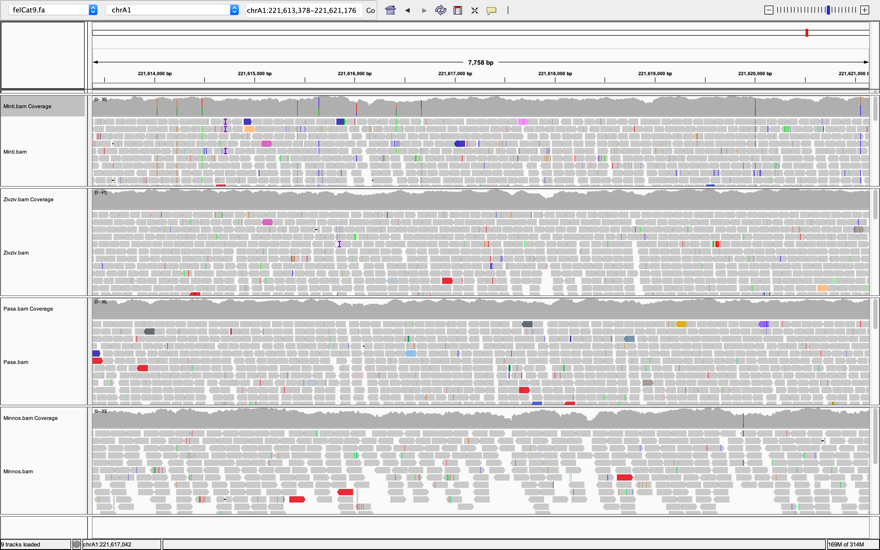 felCat9.fa chrA1 chrA1:221,613,378-221,621,176 Go
7,758 bp
221,614,000 bp 221,615,000 bp 221,616,000 bp 221,617,000 bp 221,618,000 bp 221,619,000 bp 221,620,000 bp 221,621,000
Minti.bam Coverage
Minti.bam
Zivziv.bam Coverage
Zivziv.bam
Pasa.bam Coverage
Pasa.bam
Minnos.bam Coverage
Minnos.bam
9 tracks loaded chrA1:221,617,042 169M of 314M